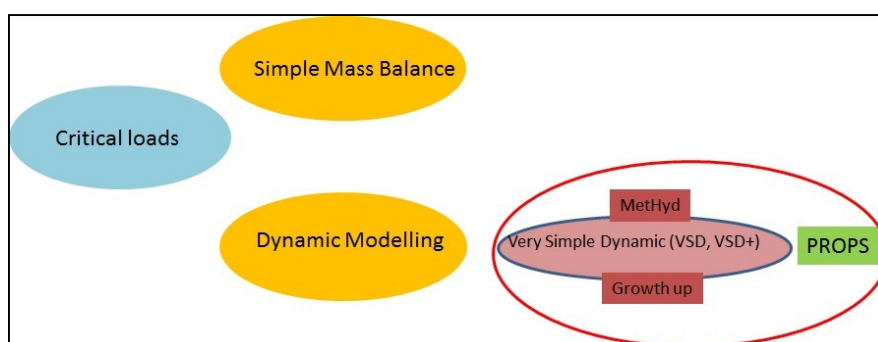 Simple Mass Balance
Critical loads
MetHyd
Dynamic Modelling
Very Simple Dynamic (VSD, VSD+)
PROPS
Growth up